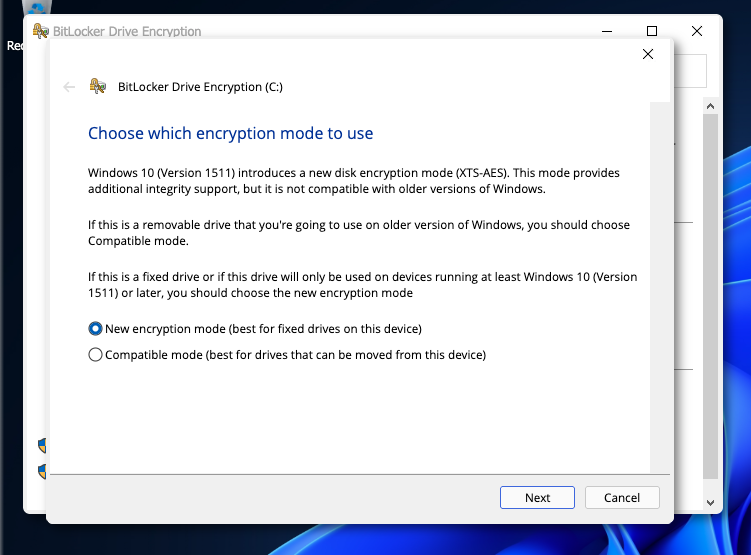 BitLocker Drive Encryption
BitLocker Drive Encryption (C:)
Choose which encryption mode to use
Windows 10 (Version 1511) introduces a new disk encryption mode (XTS-AES). This mode provides
additional integrity support, but it is not compatible with older versions of Windows.
If this is a removable drive that you're going to use on older version of Windows, you should choose
Compatible mode.
If this is a fixed drive or if this drive will only be used on devices running at least Windows 10 (Version
1511) or later, you should choose the new encryption mode
New encryption mode (best for fixed drives on this device)
Compatible mode (best for drives that can be moved from this device)
Next
Cancel